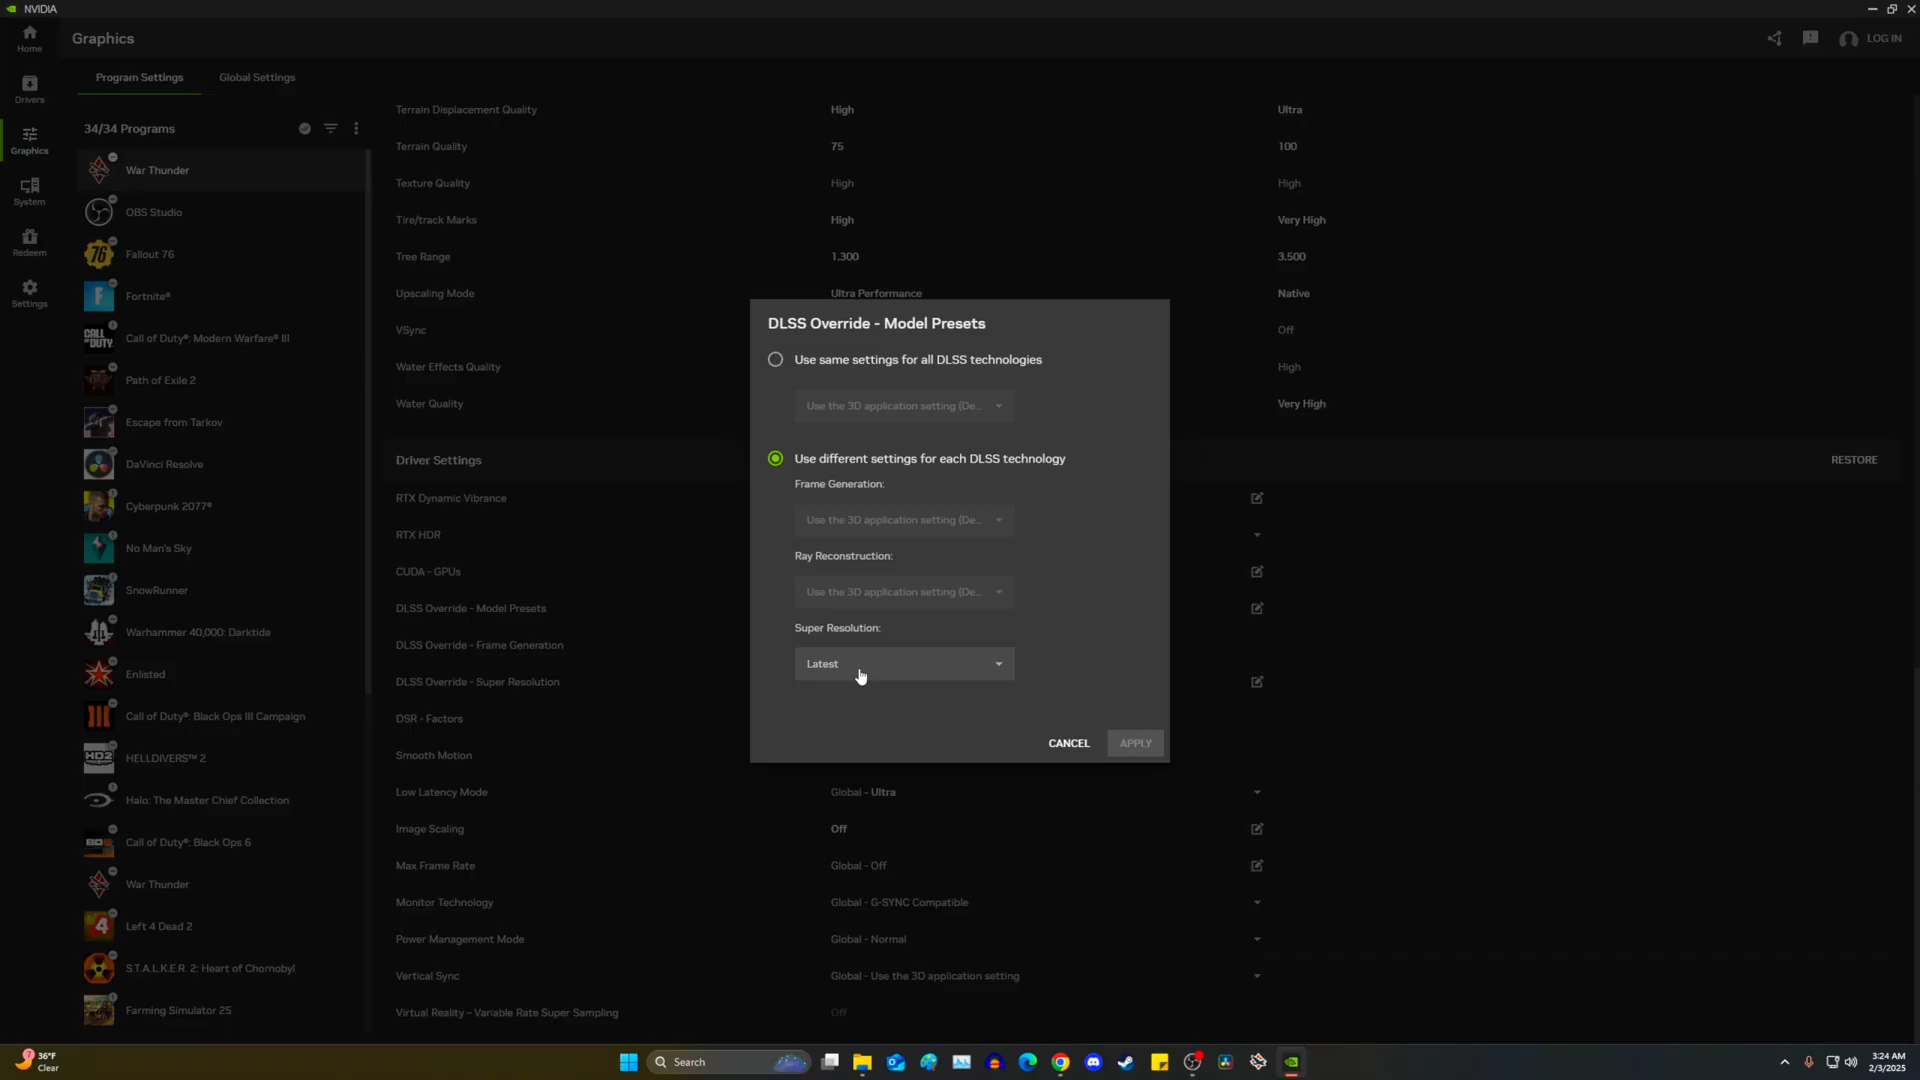 NVIDIA
Home
Drivers
Graphics
System
Redeem
Settings
Graphics
LOG IN
Program Settings
Global Settings
34/34 Programs
War Thunder
OBS Studio
Fallout 76
Fortnite®
Call of Duty®: Modern Warfare® III
Path of Exile 2
Escape from Tarkov
DaVinci Resolve
Cyberpunk 2077®
No Man's Sky
SnowRunner
Warhammer 40,000: Darktide
Enlisted
Call of Duty®: Black Ops III Campaign
HELLDIVERS™ 2
Halo: The Master Chief Collection
Call of Duty®: Black Ops 6
War Thunder
Left 4 Dead 2
S.T.A.L.K.E.R. 2: Heart of Chornobyl
Farming Simulator 25
Terrain Displacement Quality High Ultra
Terrain Quality 75 100
Texture Quality High High
Tire/track Marks High Very High
Tree Range 1.300 3.500
Upscaling Mode Ultra Performance Native
VSync Off
Water Effects Quality High
Water Quality Very High
Driver Settings RESTORE
RTX Dynamic Vibrance
RTX HDR
CUDA - GPUs
DLSS Override - Model Presets
DLSS Override - Frame Generation
DLSS Override - Super Resolution
DSR - Factors
Smooth Motion
Low Latency Mode Global - Ultra
Image Scaling Off
Max Frame Rate Global - Off
Monitor Technology Global - G-SYNC Compatible
Power Management Mode Global - Normal
Vertical Sync Global - Use the 3D application setting
Virtual Reality – Variable Rate Super Sampling Off
DLSS Override - Model Presets
Use same settings for all DLSS technologies
Use the 3D application setting (De...
Use different settings for each DLSS technology
Frame Generation:
Use the 3D application setting (De...
Ray Reconstruction:
Use the 3D application setting (De...
Super Resolution:
Latest
CANCEL APPLY
36°F
Clear
Search
3:24 AM
2/3/2025